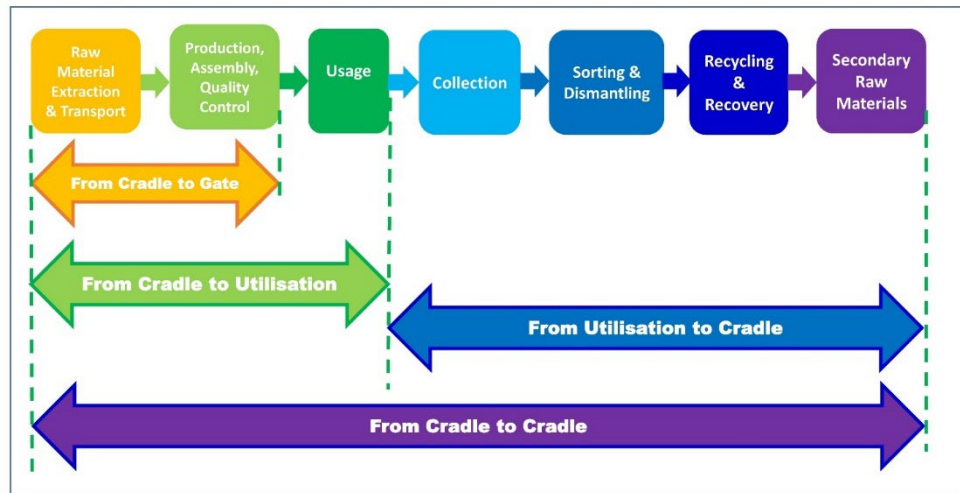 Raw
Material
Extraction
& Transport
Production,
Assembly,
Quality
Control
Usage
Collection
Sorting &
Dismantling
Recycling
&
Recovery
Secondary
Raw
Materials
From Cradle to Gate
From Cradle to Utilisation
From Utilisation to Cradle
From Cradle to Cradle